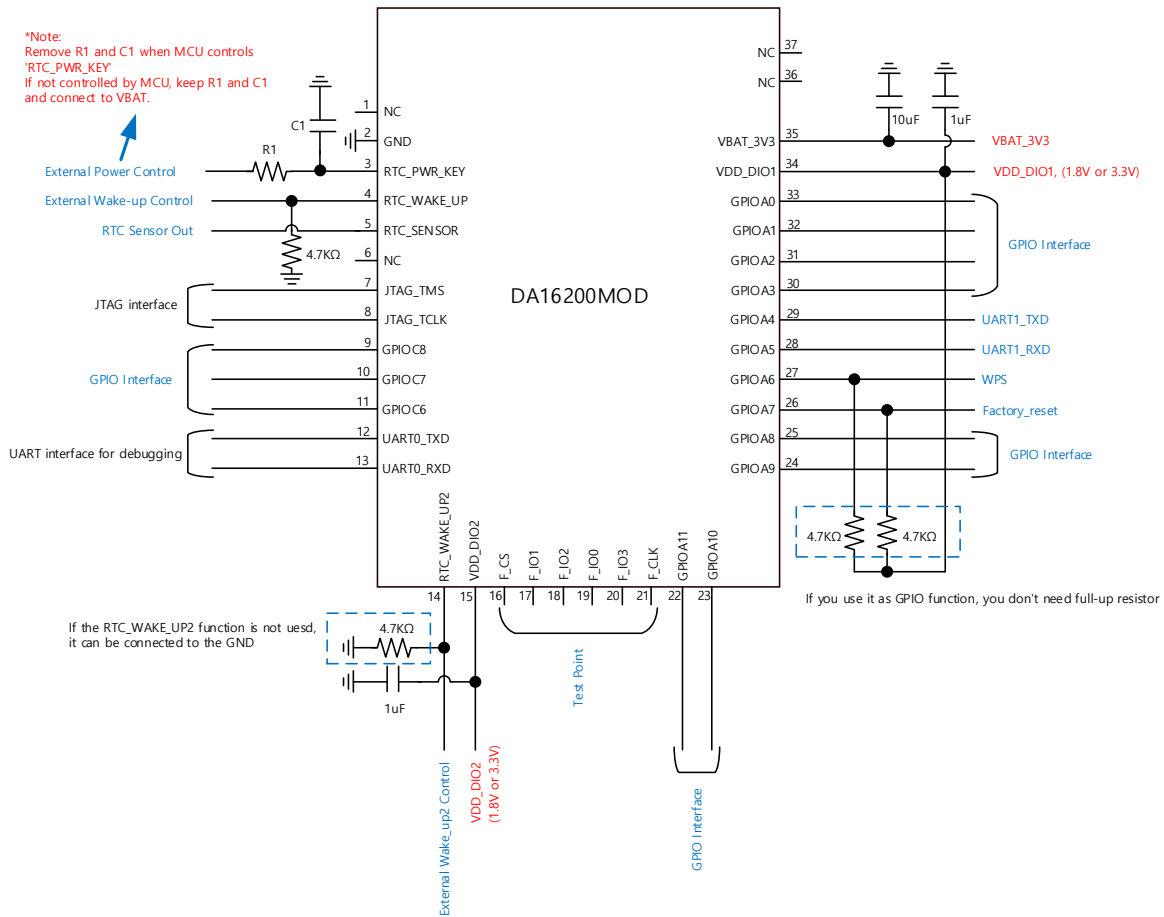 *Note:
Remove R1 and C1 when MCU controls
'RTC_PWR_KEY'
If not controlled by MCU, keep R1 and C1
and connect to VBAT.
External Power Control
External Wake-up Control
RTC Sensor Out
R1
C1
4.7KΩ
JTAG interface
GPIO Interface
UART interface for debugging
1 NC
2 GND
3 RTC_PWR_KEY
4 RTC_WAKE_UP
5 RTC_SENSOR
6 NC
7 JTAG_TMS
8 JTAG_TCLK
9 GPIOC8
10 GPIOC7
11 GPIOC6
12 UART0_TXD
13 UART0_RXD
DA16200MOD
NC 37
NC 36
VBAT_3V3 35
VDD_DIO1 34
GPIOA0 33
GPIOA1 32
GPIOA2 31
GPIOA3 30
GPIOA4 29
GPIOA5 28
GPIOA6 27
GPIOA7 26
GPIOA8 25
GPIOA9 24
10uF
1uF
VBAT_3V3
VDD_DIO1, (1.8V or 3.3V)
GPIO Interface
UART1_TXD
UART1_RXD
WPS
Factory_reset
GPIO Interface
4.7KΩ
4.7KΩ
If you use it as GPIO function, you don't need full-up resistor
RTC_WAKE_UP2
VDD_DIO2
F_CS
F_IO1
F_IO2
F_IO0
F_IO3
F_CLK
GPIOA11
GPIOA10
14
15
16
17
18
19
20
21
22
23
If the RTC_WAKE_UP2 function is not uesd,
it can be connected to the GND
4.7KΩ
1uF
External Wake_up2 Control
VDD_DIO2
(1.8V or 3.3V)
Test Point
GPIO Interface